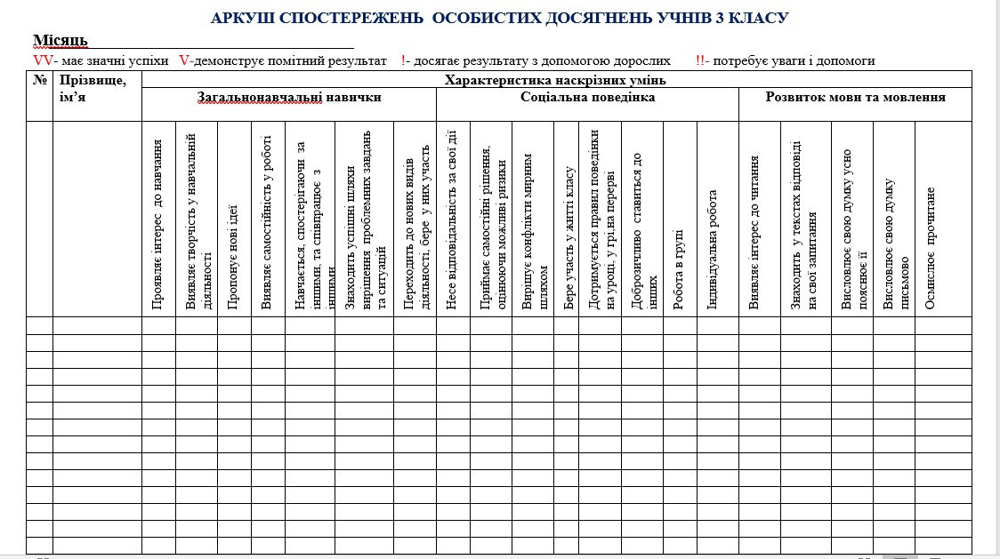 АРКУШ СПОСТЕРЕЖЕНЬ ОСОБИСТИХ ДОСЯГНЕНЬ УЧНІВ 3 КЛАСУ
Місяць
VV- має значні успіхи V-демонструє помітний результат !- досягає результату з допомогою дорослих !!- потребує уваги і допомоги
№ Прізвище, Характеристика наскрізних умінь
ім’я Загальнонавчальні навички Соціальна поведінка Розвиток мови та мовлення
Проявляє інтерес до навчання
Виявляє творчість у навчальній
діяльності
Пропонує нові ідеї
Виявляє самостійність у роботі
Навчається, спостерігаючи за
іншими, та співпрацює з
іншими
Знаходить успішні шляхи
вирішення проблемних завдань
та ситуацій
Переходить до нових видів
діяльності, бере у них участь
Несе відповідальність за свої дії
Приймає самостійні рішення,
оцінюючи можливі ризики
Вирішує конфлікти мирним
шляхом
Бере участь у житті класу
Дотримується правил поведінки
на уроці, у грі,на перерві
Доброзичливо ставиться до
інших
Робота в групі
Індивідуальна робота
Виявляє інтерес до читання
Знаходить у текстах відповіді
на свої запитання
Висловлює свою думку усно
пояснює її
Висловлює свою думку
письмово
Осмислює прочитане